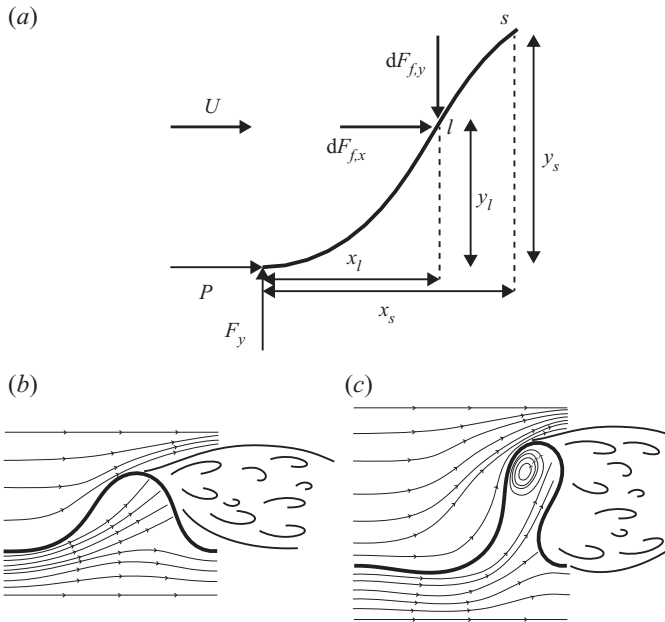 (a)
s
dF_{f,y}
U
l
dF_{f,x}
y_s
y_l
x_l
P
x_s
F_y
(b)
(c)